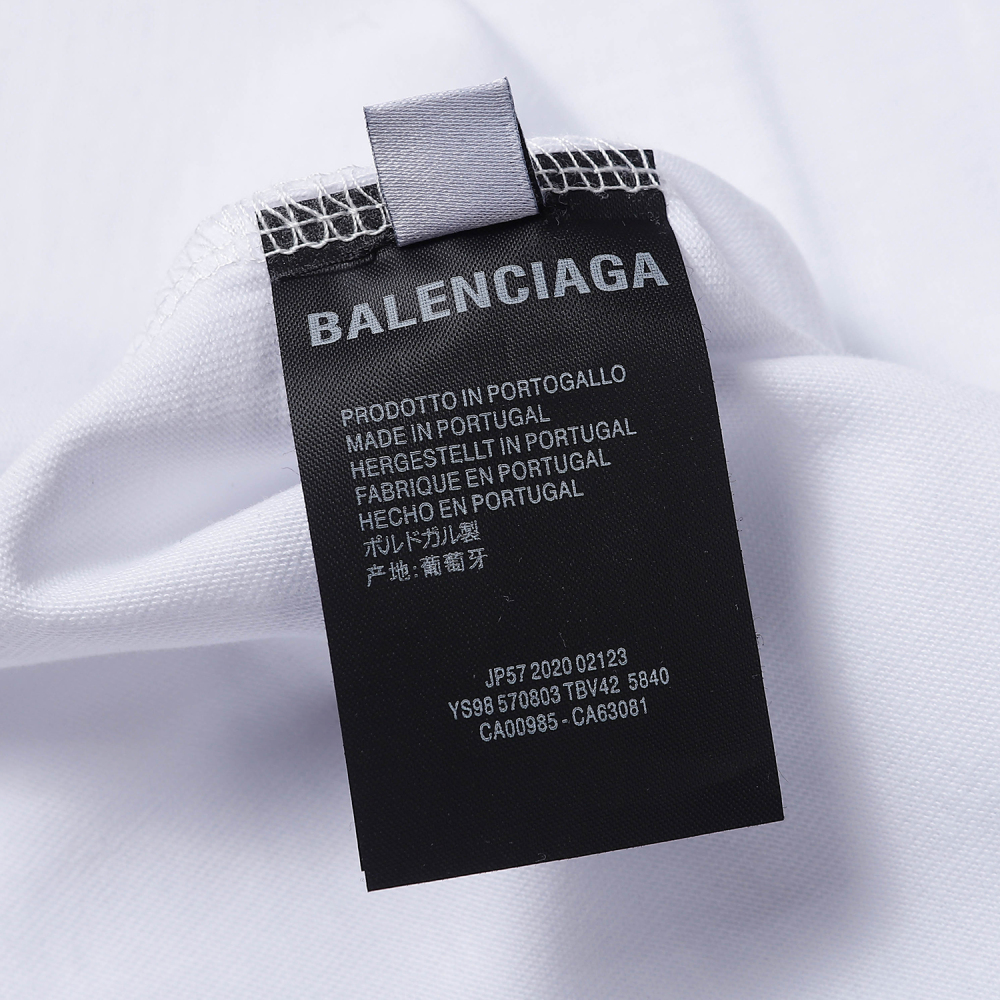 BALENCIAGA
PRODOTTO IN PORTOGALLO
MADE IN PORTUGAL
HERGESTELLT IN PORTUGAL
FABRIQUE EN PORTUGAL
HECHO EN PORTUGAL
ポルドガル製
产地:葡萄牙
JP57 2020 02123
YS98 570803 TBV42 5840
CA00985 - CA63081